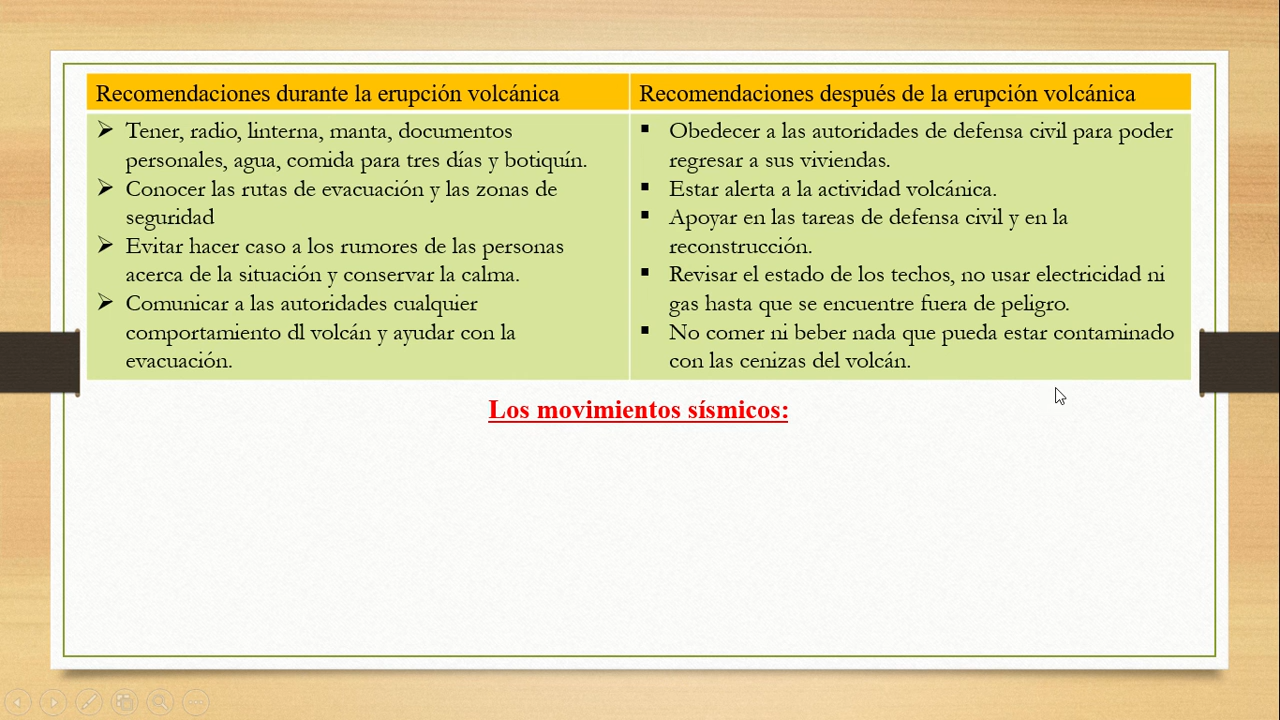 Recomendaciones durante la erupción volcánica
Tener, radio, linterna, manta, documentos
personales, agua, comida para tres días y botiquín.
Conocer las rutas de evacuación y las zonas de
seguridad
Evitar hacer caso a los rumores de las personas
acerca de la situación y conservar la calma.
Comunicar a las autoridades cualquier
comportamiento dl volcán y ayudar con la
evacuación.
Recomendaciones después de la erupción volcánica
Obedecer a las autoridades de defensa civil para poder
regresar a sus viviendas.
Estar alerta a la actividad volcánica.
Apoyar en las tareas de defensa civil y en la
reconstrucción.
Revisar el estado de los techos, no usar electricidad ni
gas hasta que se encuentre fuera de peligro.
No comer ni beber nada que pueda estar contaminado
con las cenizas del volcán.
Los movimientos sísmicos: